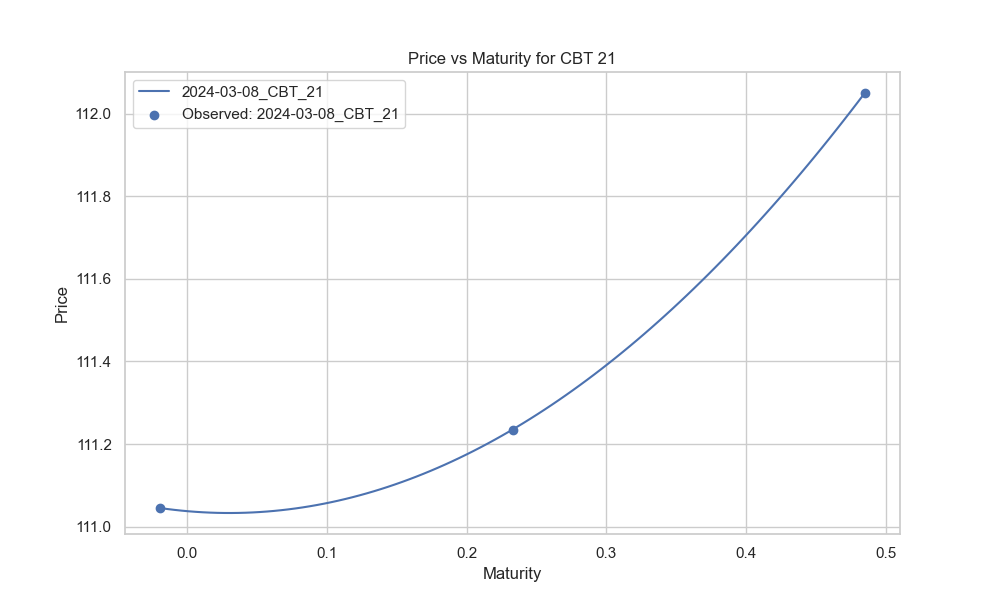 Price vs Maturity for CBT 21
2024-03-08_CBT_21
Observed: 2024-03-08_CBT_21
Price
112.0
111.8
111.6
111.4
111.2
111.0
0.0 0.1 0.2 0.3 0.4 0.5
Maturity